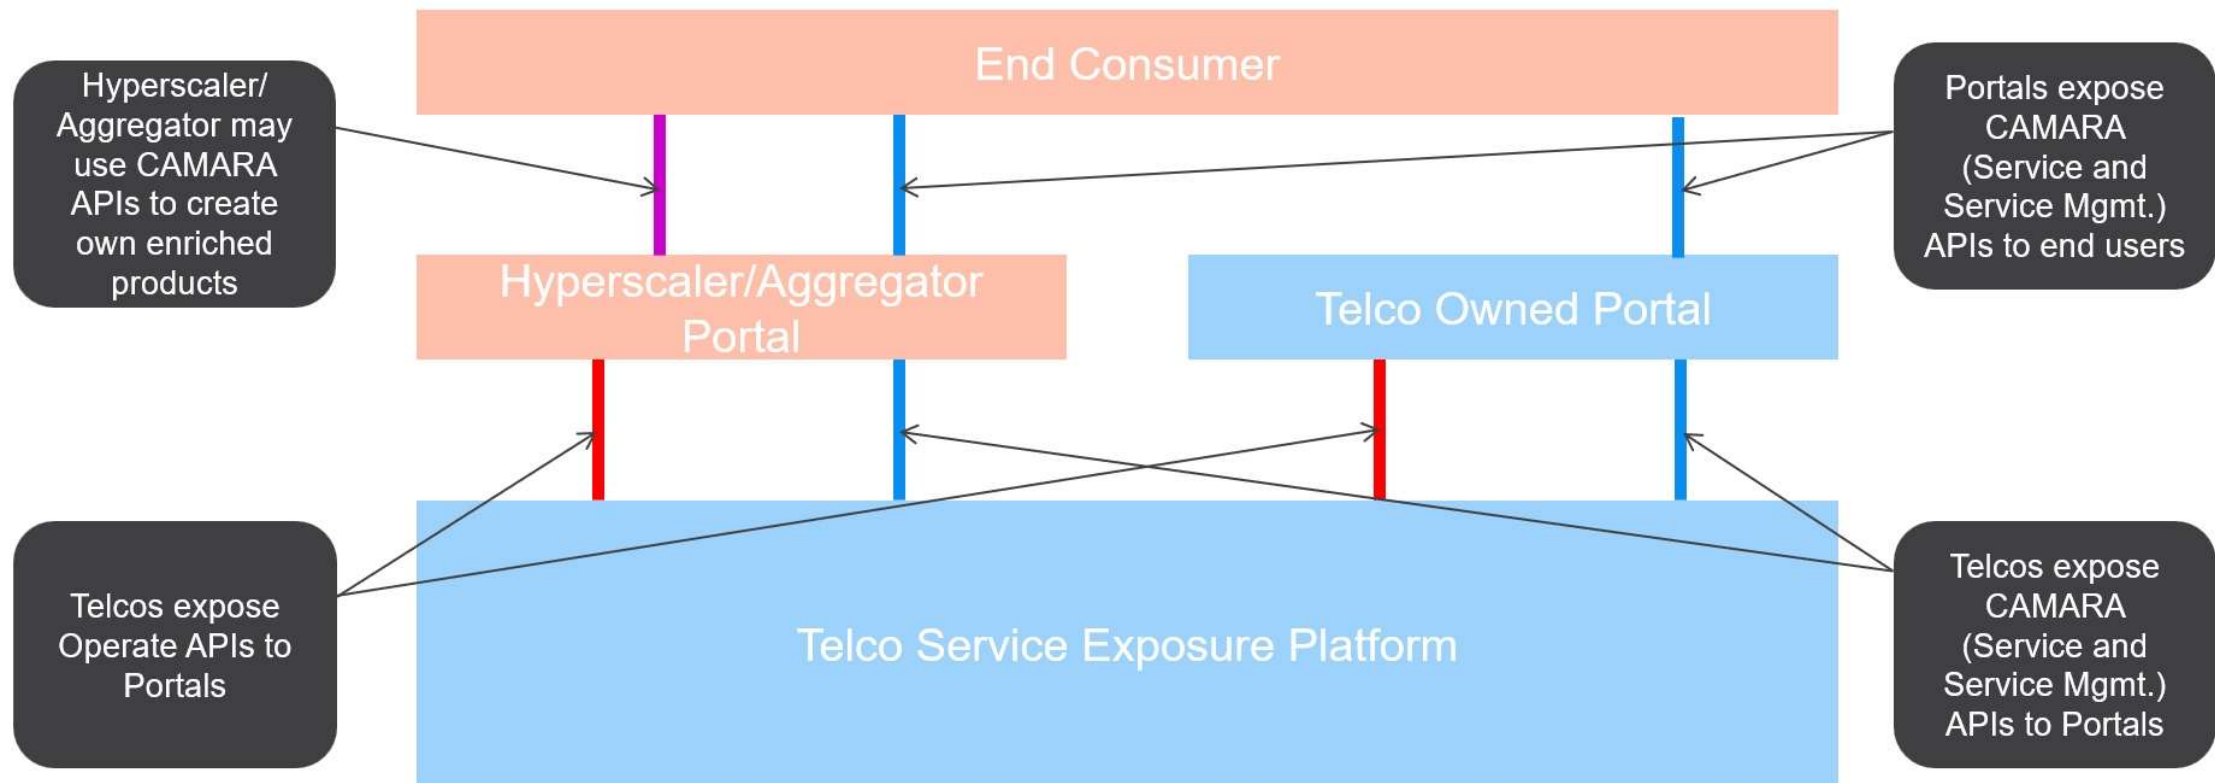 End Consumer
Hyperscaler/
Aggregator may
use CAMARA
APIs to create
own enriched
products
Portals expose
CAMARA
(Service and
Service Mgmt.)
APIs to end users
Hyperscaler/Aggregator
Portal
Telco Owned Portal
Telcos expose
Operate APIs to
Portals
Telco Service Exposure Platform
Telcos expose
CAMARA
(Service and
Service Mgmt.)
APIs to Portals